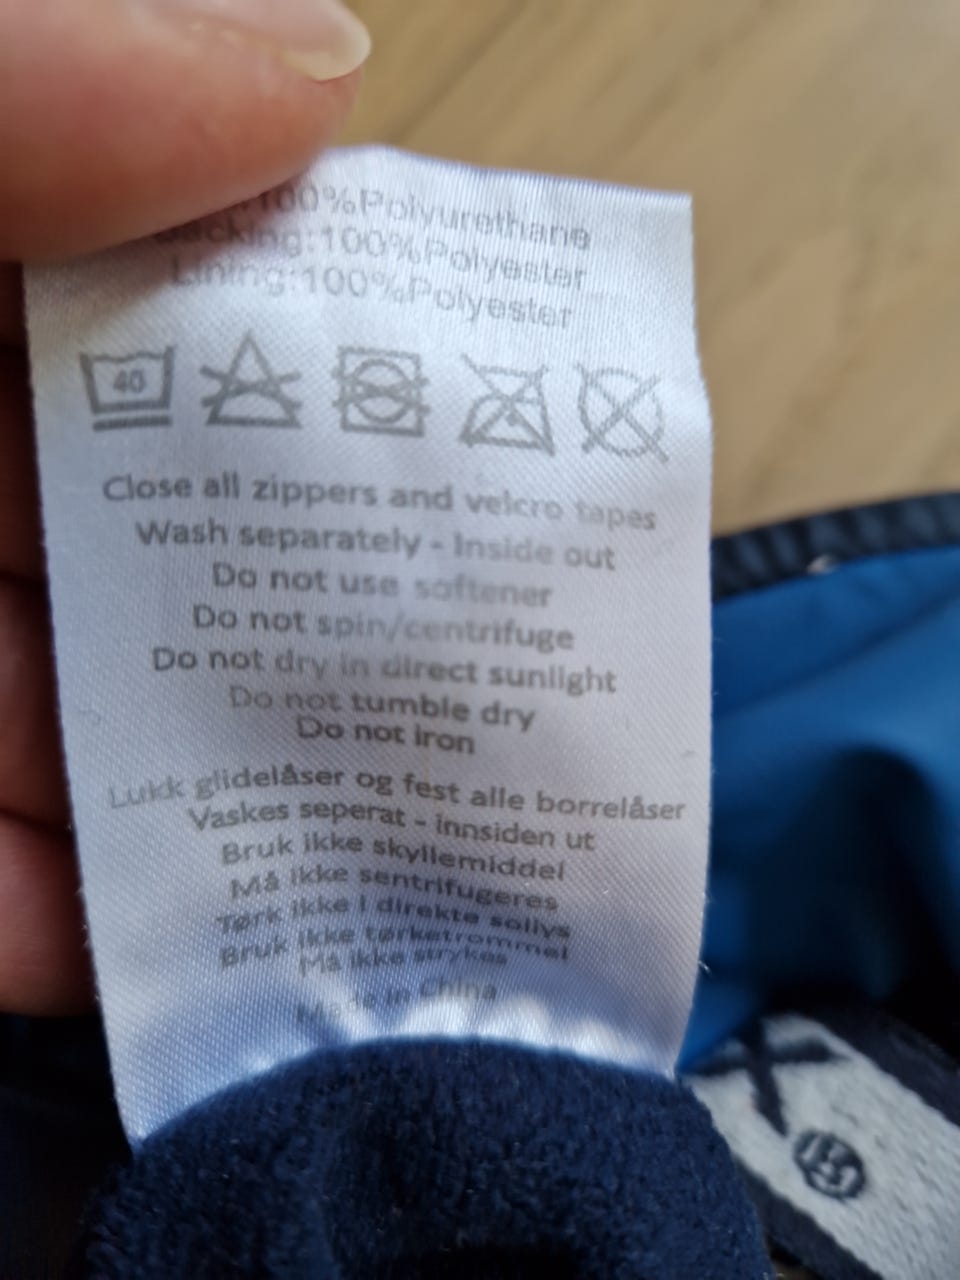 100%Polyurethane
Backing:100%Polyester
Lining:100%Polyester
40
Close all zippers and velcro tapes
Wash separately - Inside out
Do not use softener
Do not spin/centrifuge
Do not dry in direct sunlight
Do not tumble dry
Do not iron
Lukk glidelåser og fest alle borrelåser
Vaskes seperat - innsiden ut
Bruk ikke skyllemiddel
Må ikke sentrifugeres
Tørk ikke i direkte sollys
Bruk ikke tørketrommel
Må ikke strykes
Made in China